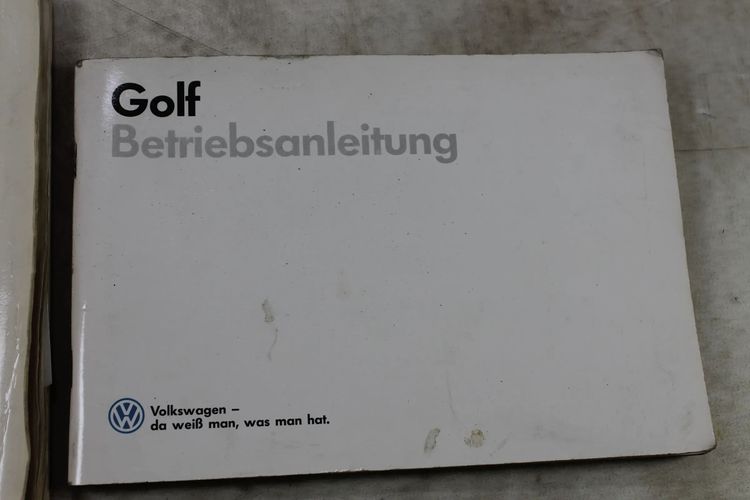 Golf
Betriebsanleitung
Volkswagen –
da weiß man, was man hat.